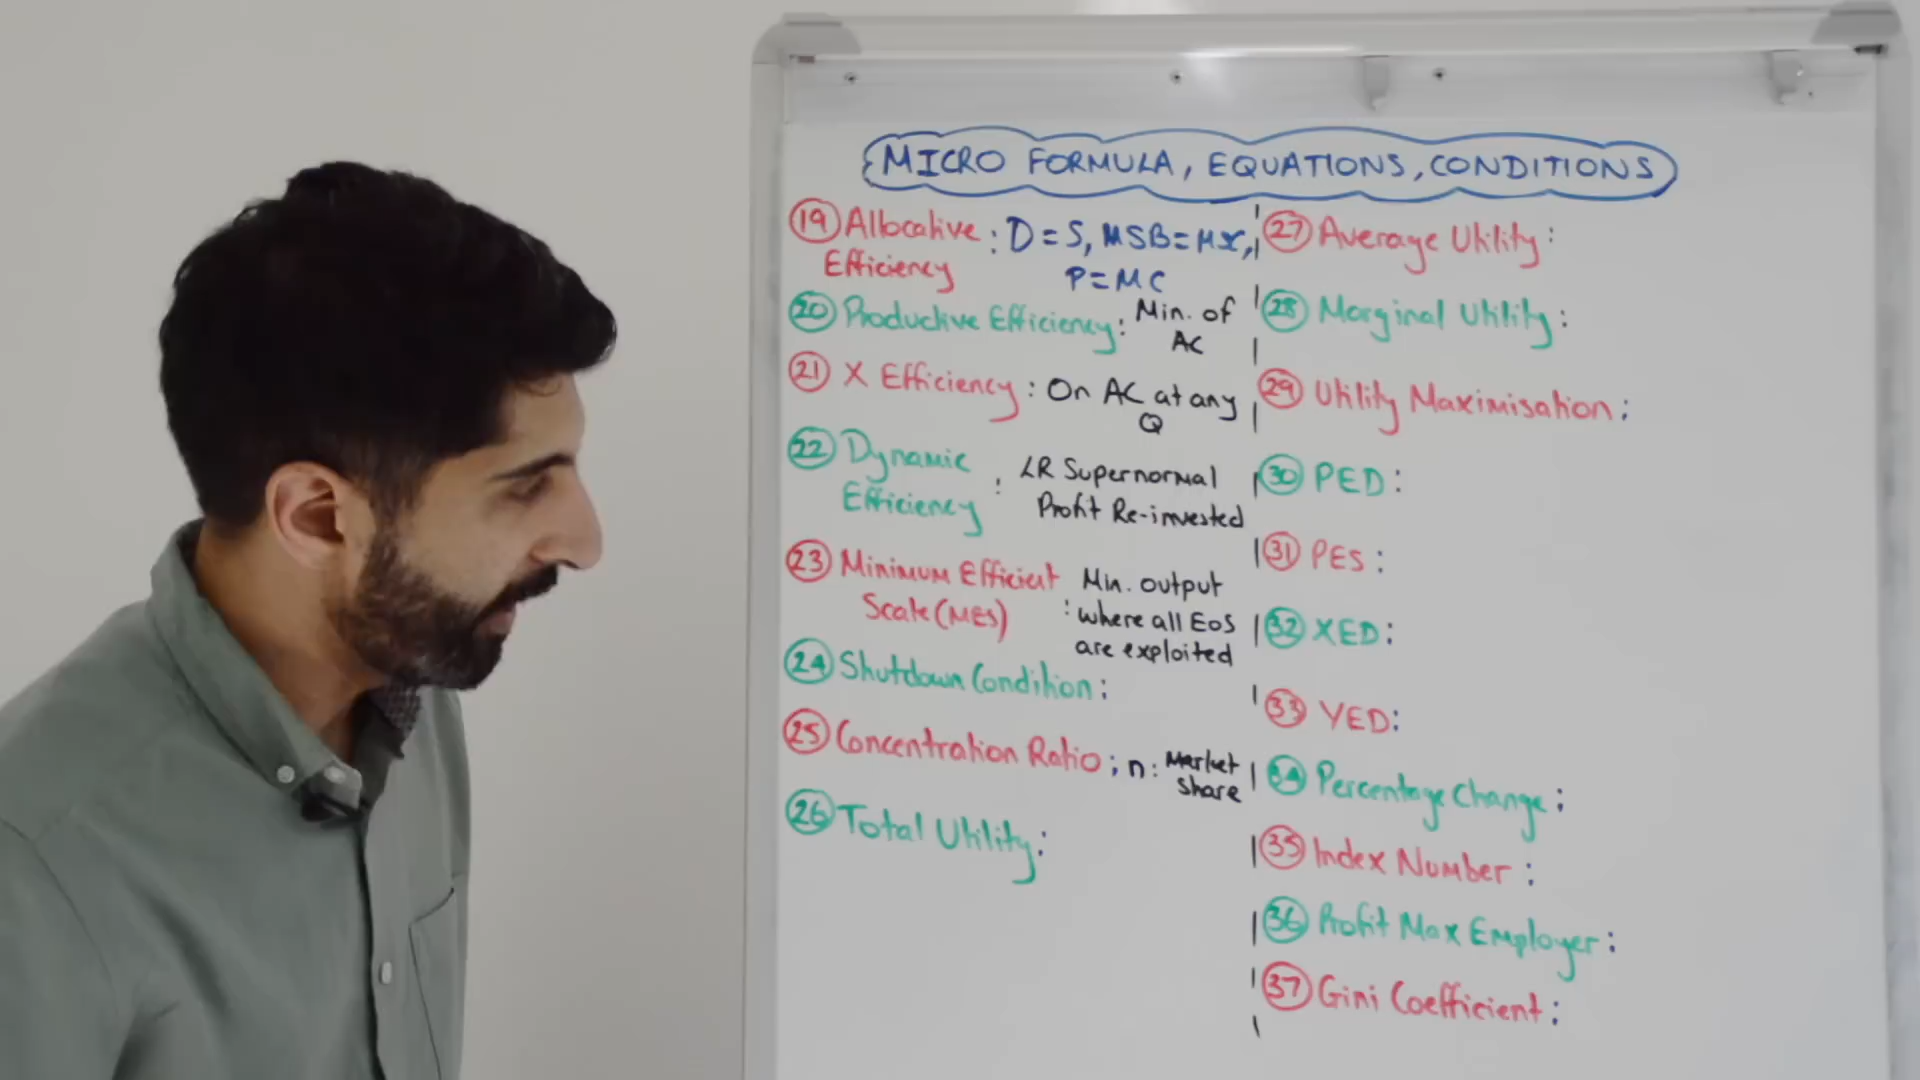 MICRO FORMULA, EQUATIONS, CONDITIONS
19 Allocative : D = S, MSB = MSC,
Efficiency P = MC
20 Productive Efficiency : Min. of
AC
21 X Efficiency : On AC at any
Q
22 Dynamic : LR Supernormal
Efficiency Profit Re-invested
23 Minimum Efficient Min. output
Scale (MES) : where all EoS
are exploited
24 Shutdown Condition :
25 Concentration Ratio ; n : Market
share
26 Total Utility :
27 Average Utility :
28 Marginal Utility :
29 Utility Maximisation ;
30 PED :
31 PES :
32 XED :
33 YED :
34 Percentage Change ;
35 Index Number :
36 Profit Max Employer :
37 Gini Coefficient :